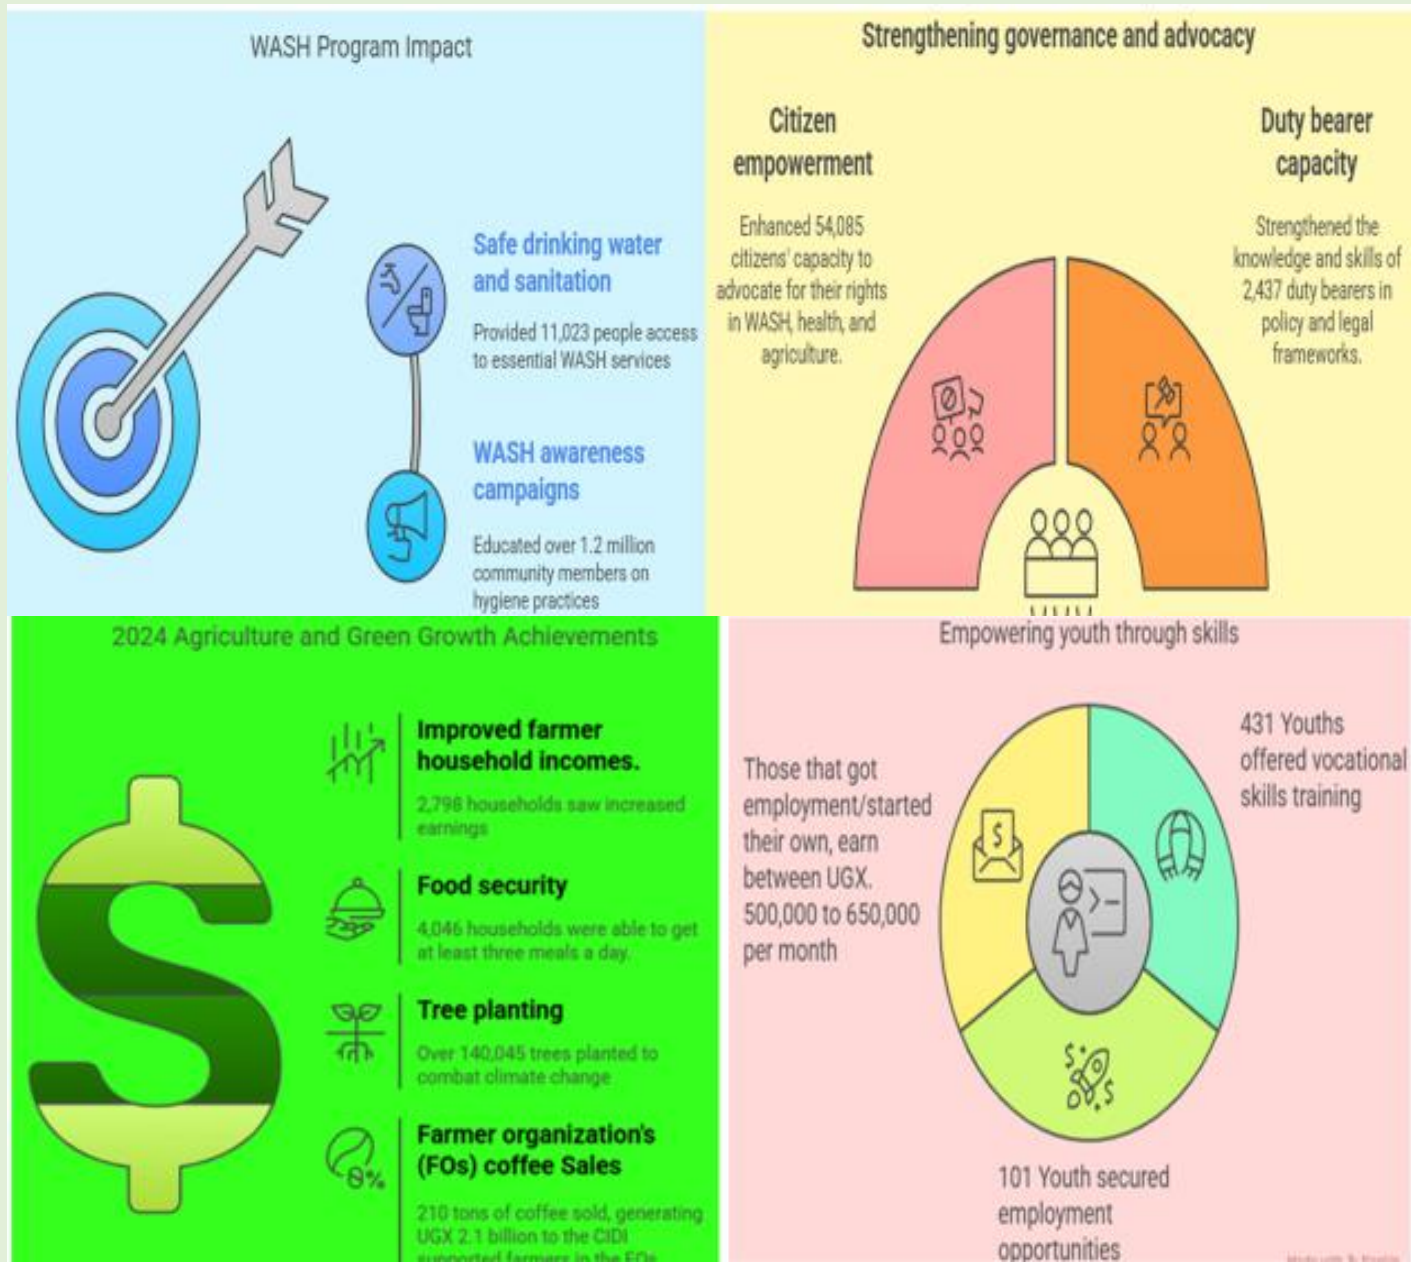 WASH Program Impact
Safe drinking water
and sanitation
Provided 11,023 people access
to essential WASH services
WASH awareness
campaigns
Educated over 1.2 million
community members on
hygiene practices
Strengthening governance and advocacy
Citizen
empowerment
Enhanced 54,085
citizens' capacity to
advocate for their rights
in WASH, health, and
agriculture.
Duty bearer
capacity
Strengthened the
knowledge and skills of
2,437 duty bearers in
policy and legal
frameworks.
2024 Agriculture and Green Growth Achievements
Improved farmer
household incomes.
2,798 households saw increased
earnings
Food security
4,046 households were able to get
at least three meals a day.
Tree planting
Over 140,045 trees planted to
combat climate change
Farmer organization's
(FOs) coffee Sales
210 tons of coffee sold, generating
UGX 2.1 billion to the CIDI
supported farmers in the FOs
Empowering youth through skills
Those that got
employment/started
their own, earn
between UGX.
500,000 to 650,000
per month
431 Youths
offered vocational
skills training
101 Youth secured
employment
opportunities